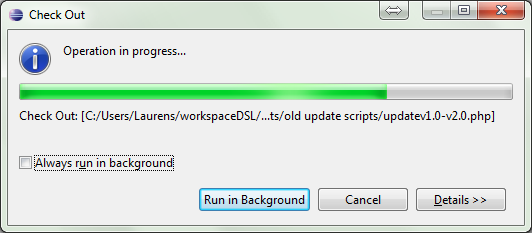 Check Out
Operation in progress...
Check Out: [C:/Users/Laurens/workspaceDSL/...ts/old update scripts/updatev1.0-v2.0.php]
Always run in background
Run in Background
Cancel
Details >>